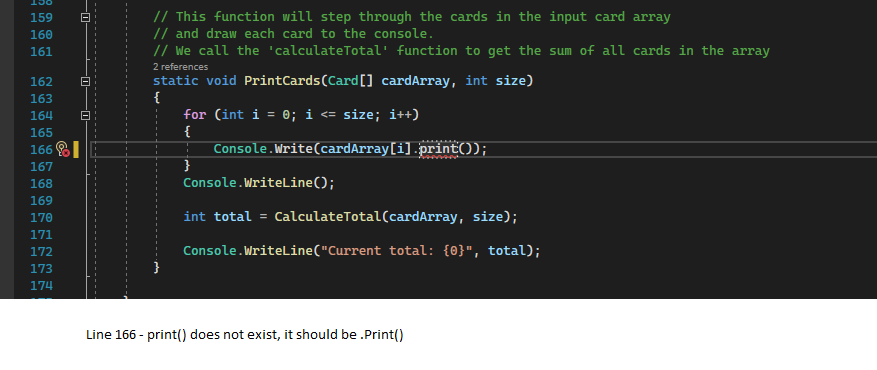 159 // This function will step through the cards in the input card array
160 // and draw each card to the console.
161 // We call the 'calculateTotal' function to get the sum of all cards in the array
2 references
162 static void PrintCards(Card[] cardArray, int size)
163 {
164 for (int i = 0; i <= size; i++)
165 {
166 Console.Write(cardArray[i].print());
167 }
168 Console.WriteLine();
169
170 int total = CalculateTotal(cardArray, size);
171
172 Console.WriteLine("Current total: {0}", total);
173 }
174
Line 166 - print() does not exist, it should be .Print()